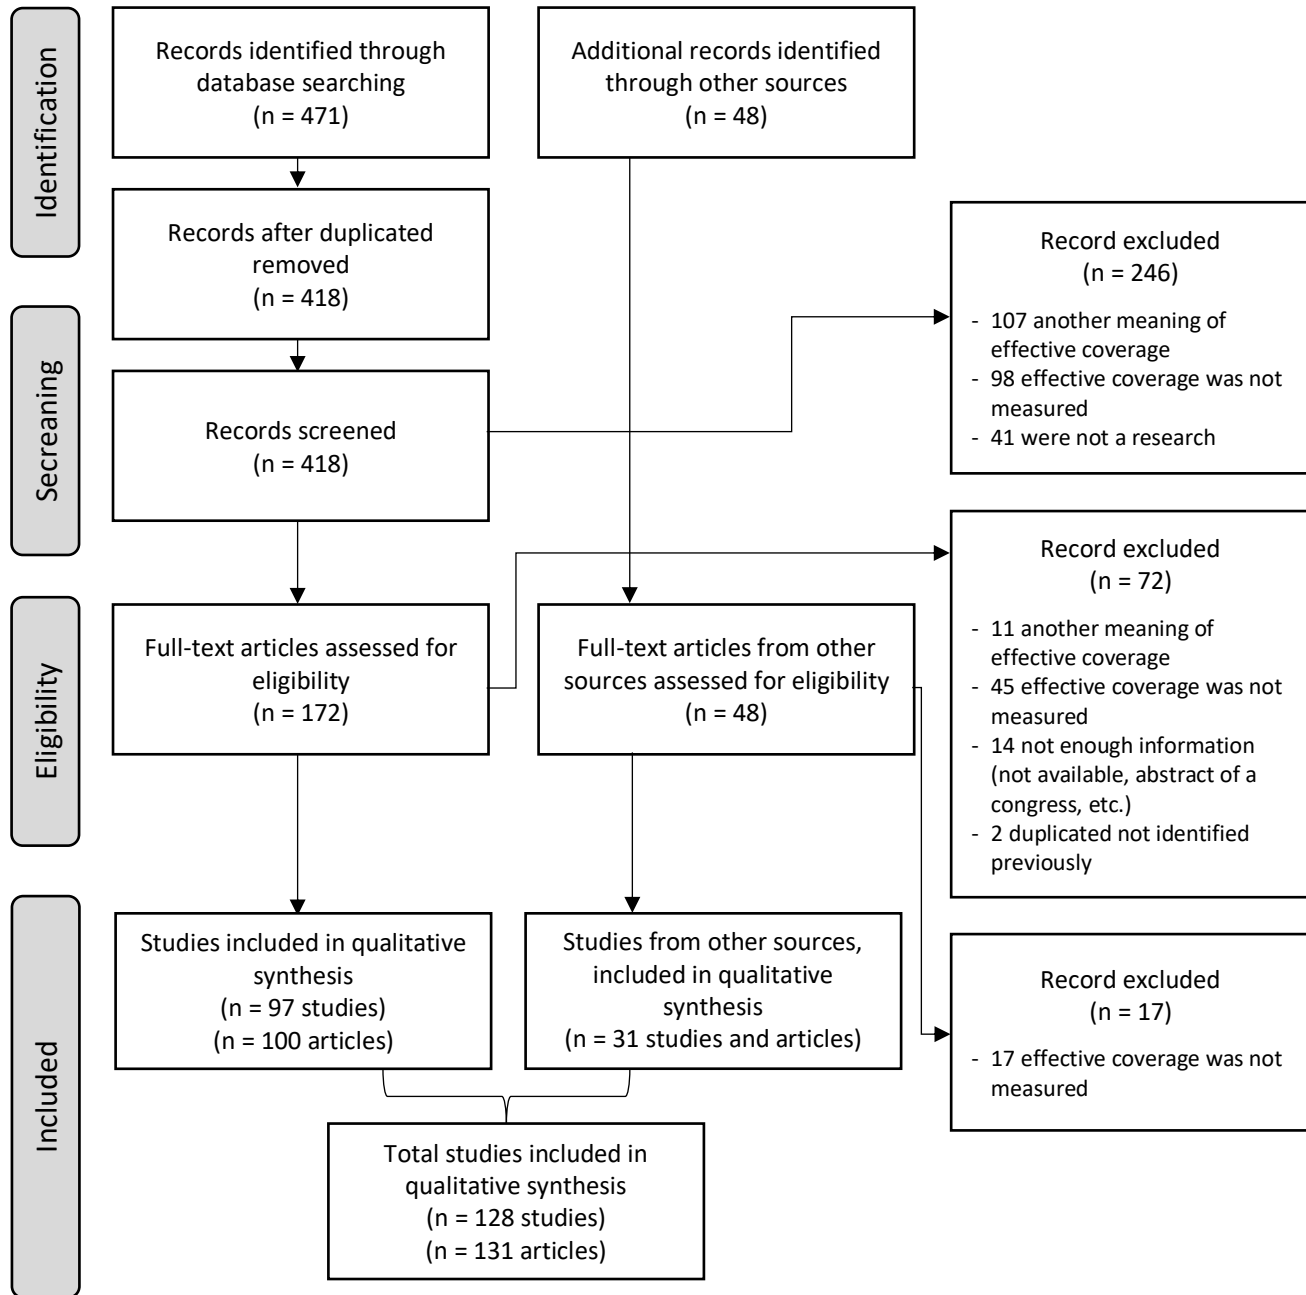 Identification
Records identified through
database searching
(n = 471)
Additional records identified
through other sources
(n = 48)
Records after duplicated
removed
(n = 418)
Secreaning
Records screened
(n = 418)
Record excluded
(n = 246)
- 107 another meaning of
effective coverage
- 98 effective coverage was not
measured
- 41 were not a research
Eligibility
Full-text articles assessed for
eligibility
(n = 172)
Full-text articles from other
sources assessed for eligibility
(n = 48)
Record excluded
(n = 72)
- 11 another meaning of
effective coverage
- 45 effective coverage was not
measured
- 14 not enough information
(not available, abstract of a
congress, etc.)
- 2 duplicated not identified
previously
Included
Studies included in qualitative
synthesis
(n = 97 studies)
(n = 100 articles)
Studies from other sources,
included in qualitative
synthesis
(n = 31 studies and articles)
Record excluded
(n = 17)
- 17 effective coverage was not
measured
Total studies included in
qualitative synthesis
(n = 128 studies)
(n = 131 articles)